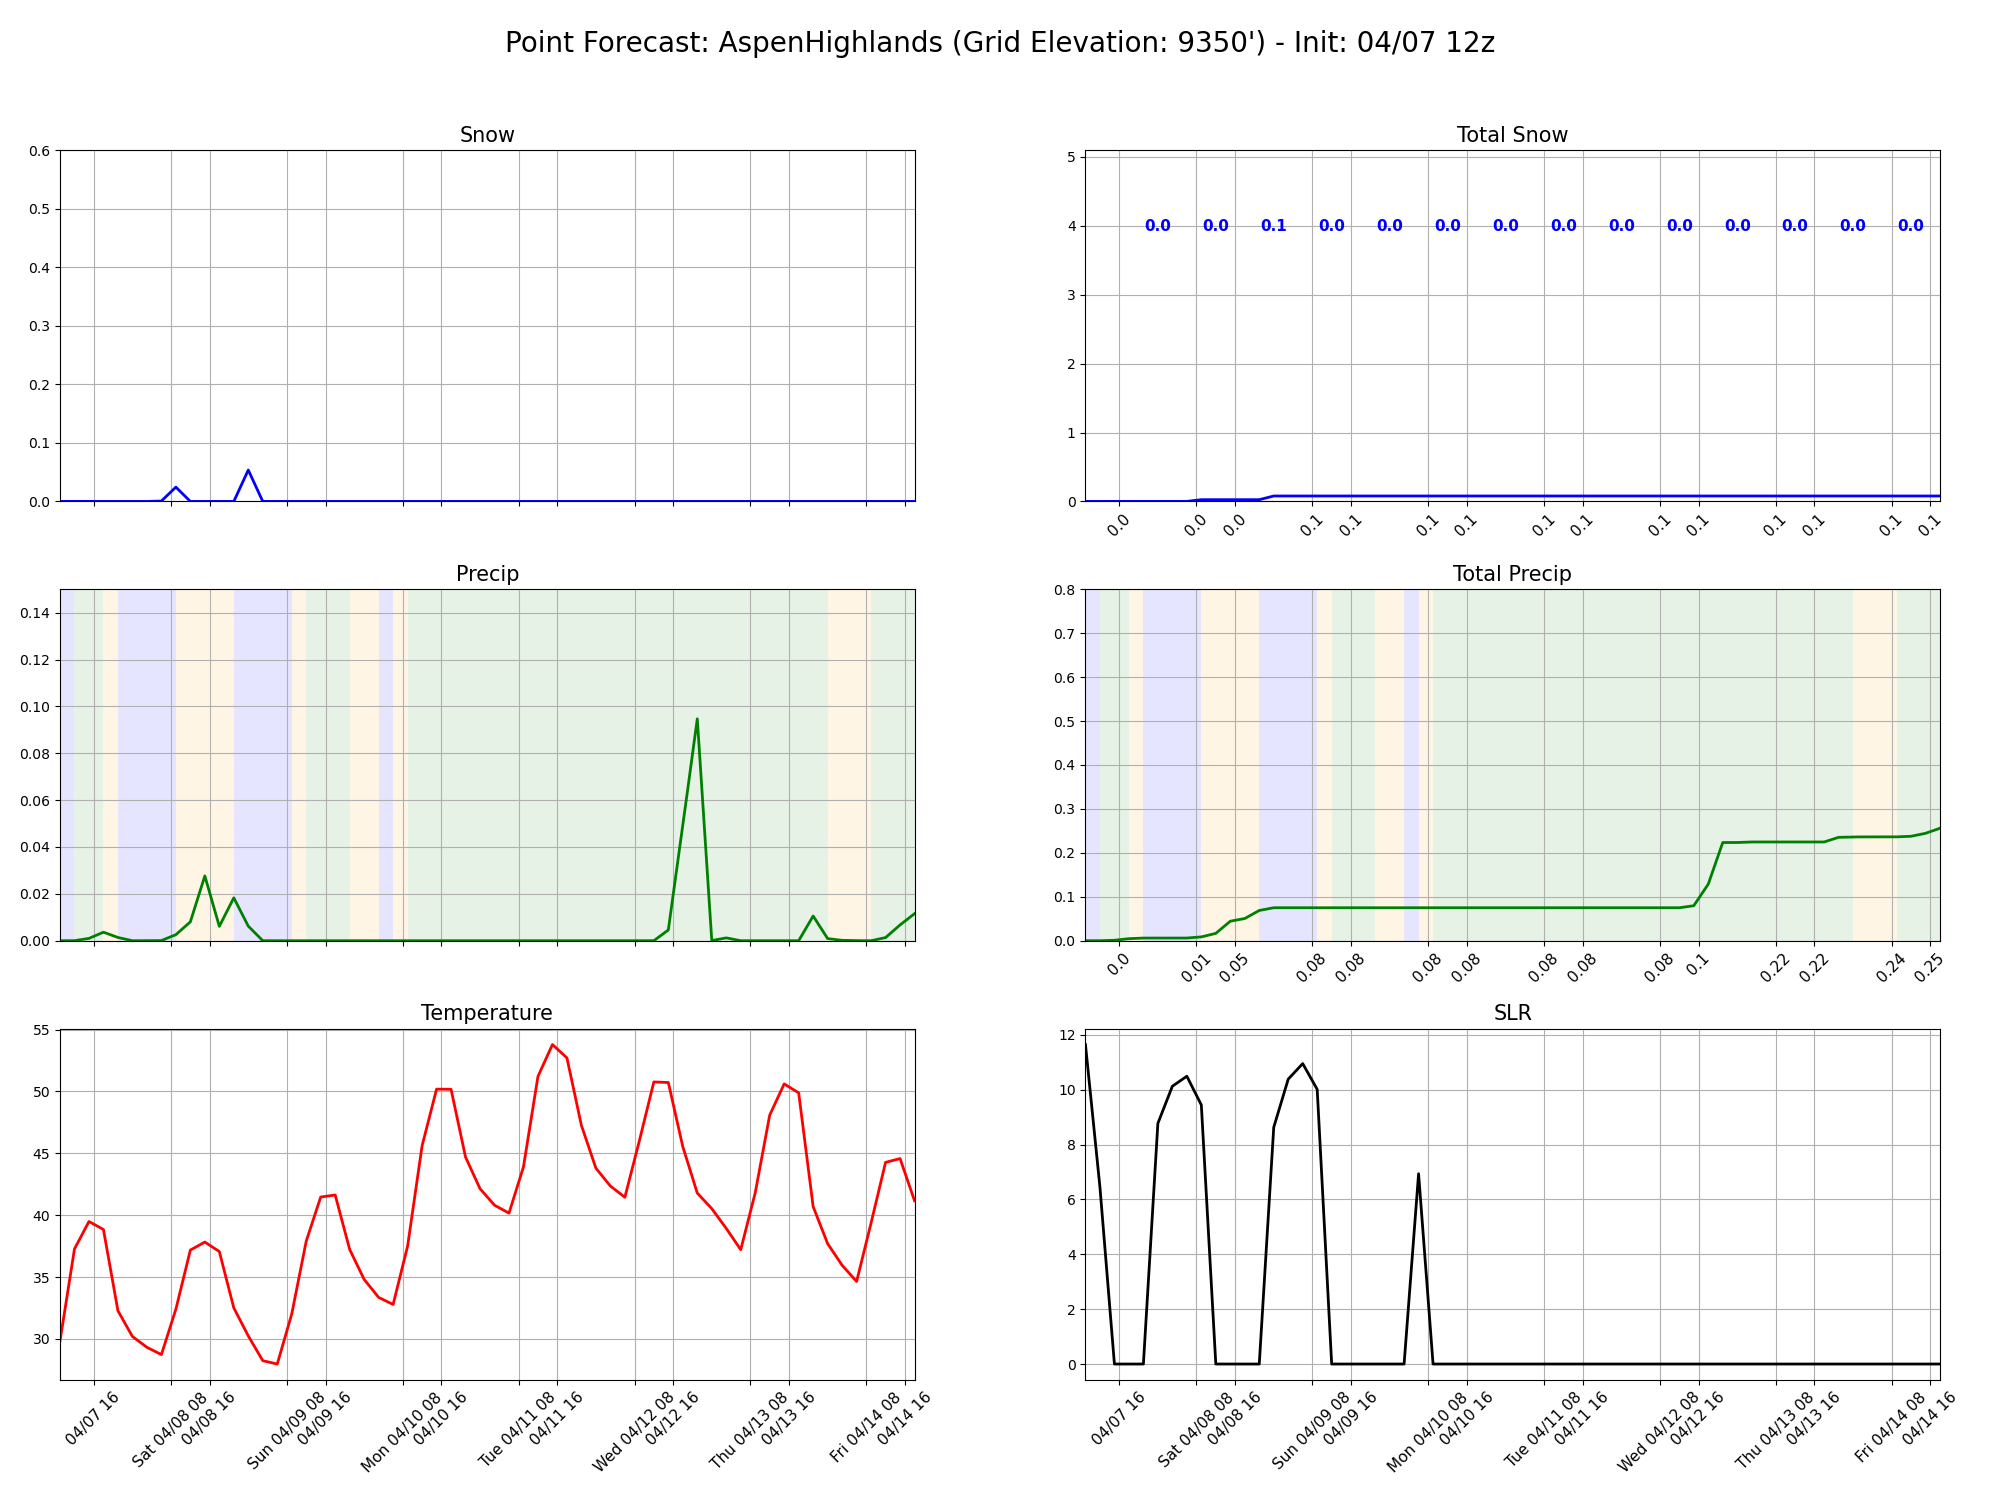 Point Forecast: AspenHighlands (Grid Elevation: 9350') - Init: 04/07 12z
Snow
0.6
0.5
0.4
0.3
0.2
0.1
0.0
Total Snow
5
4
3
2
1
0
0.0 0.0 0.1 0.0 0.0 0.0 0.0 0.0 0.0 0.0 0.0 0.0 0.0 0.0
0.0 0.0 0.0 0.1 0.1 0.1 0.1 0.1 0.1 0.1 0.1 0.1 0.1 0.1 0.1
Precip
0.14
0.12
0.10
0.08
0.06
0.04
0.02
0.00
Total Precip
0.8
0.7
0.6
0.5
0.4
0.3
0.2
0.1
0.0
0.0 0.01 0.05 0.08 0.08 0.08 0.08 0.08 0.08 0.08 0.1 0.22 0.22 0.24 0.25
Temperature
55
50
45
40
35
30
04/07 16
Sat 04/08 08
04/08 16
Sun 04/09 08
04/09 16
Mon 04/10 08
04/10 16
Tue 04/11 08
04/11 16
Wed 04/12 08
04/12 16
Thu 04/13 08
04/13 16
Fri 04/14 08
04/14 16
SLR
12
10
8
6
4
2
0
04/07 16
Sat 04/08 08
04/08 16
Sun 04/09 08
04/09 16
Mon 04/10 08
04/10 16
Tue 04/11 08
04/11 16
Wed 04/12 08
04/12 16
Thu 04/13 08
04/13 16
Fri 04/14 08
04/14 16